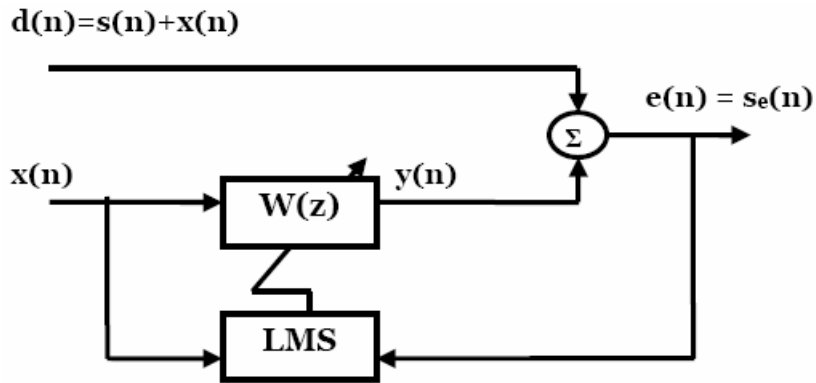 d(n)=s(n)+x(n)
e(n) = sₑ(n)
Σ
x(n)
W(z)
y(n)
LMS